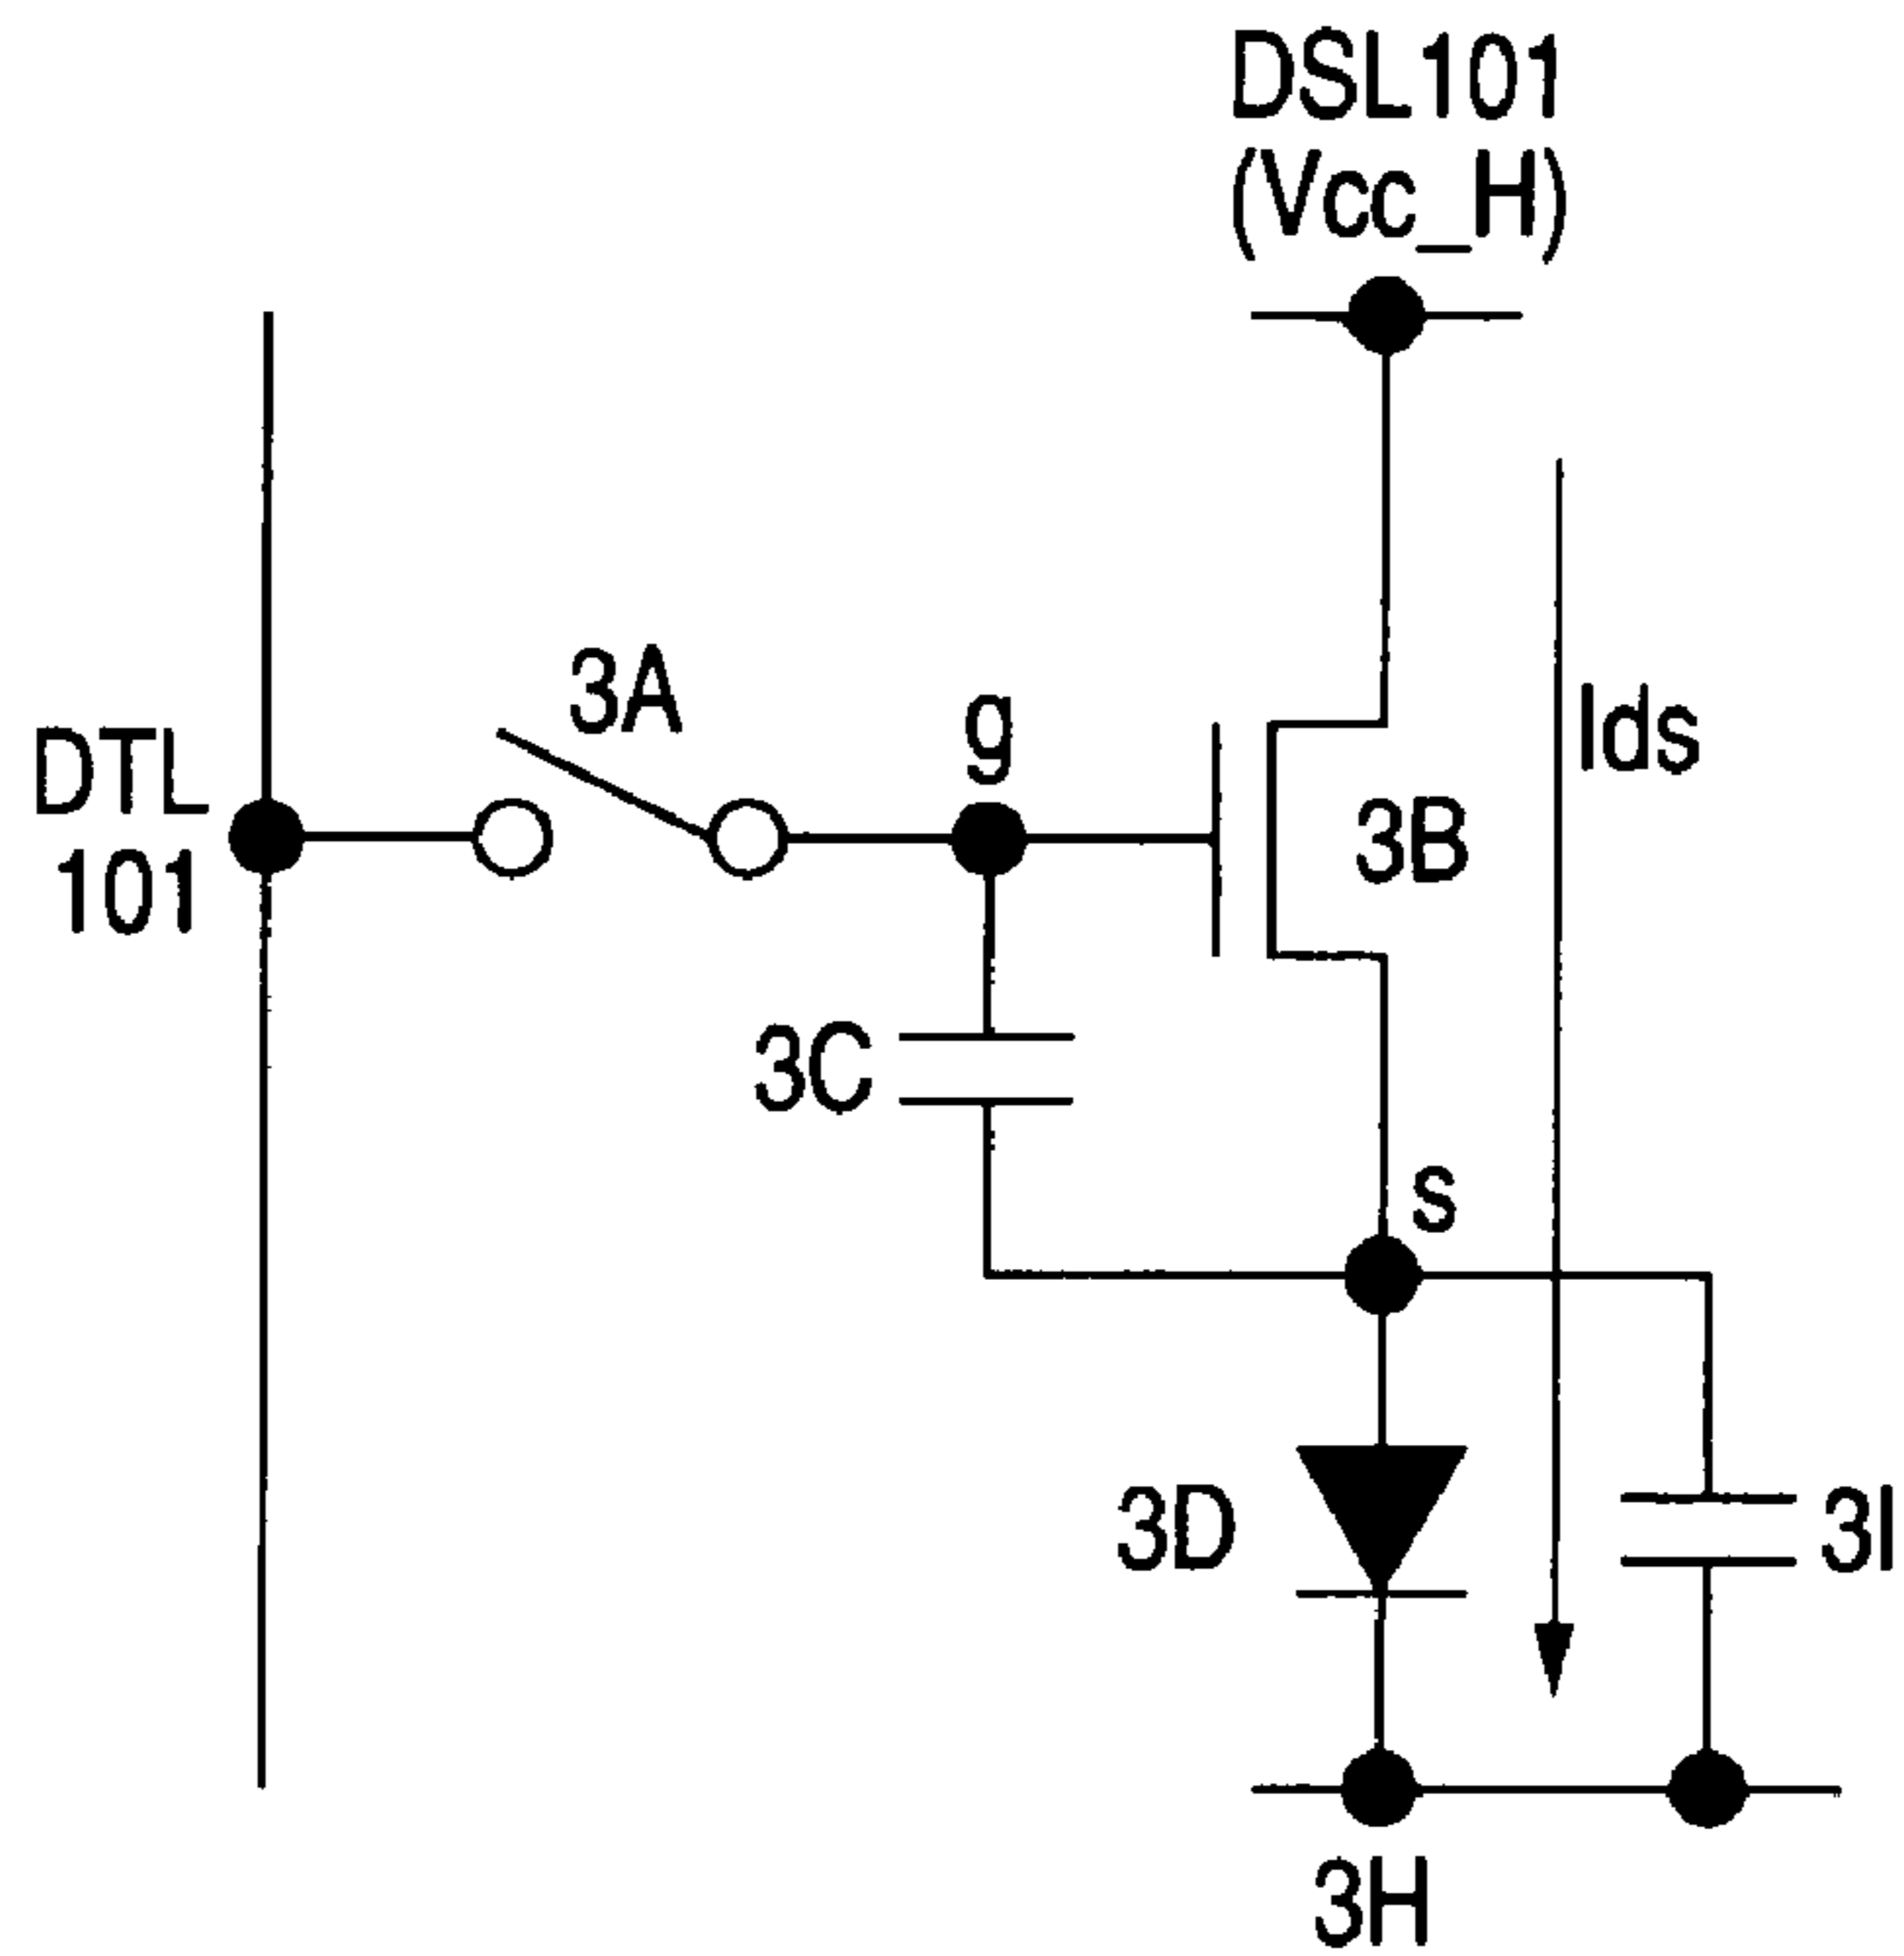 DSL101
(Vcc_H)
3A
g
Ids
DTL
101
3B
3C
s
3D
3I
3H